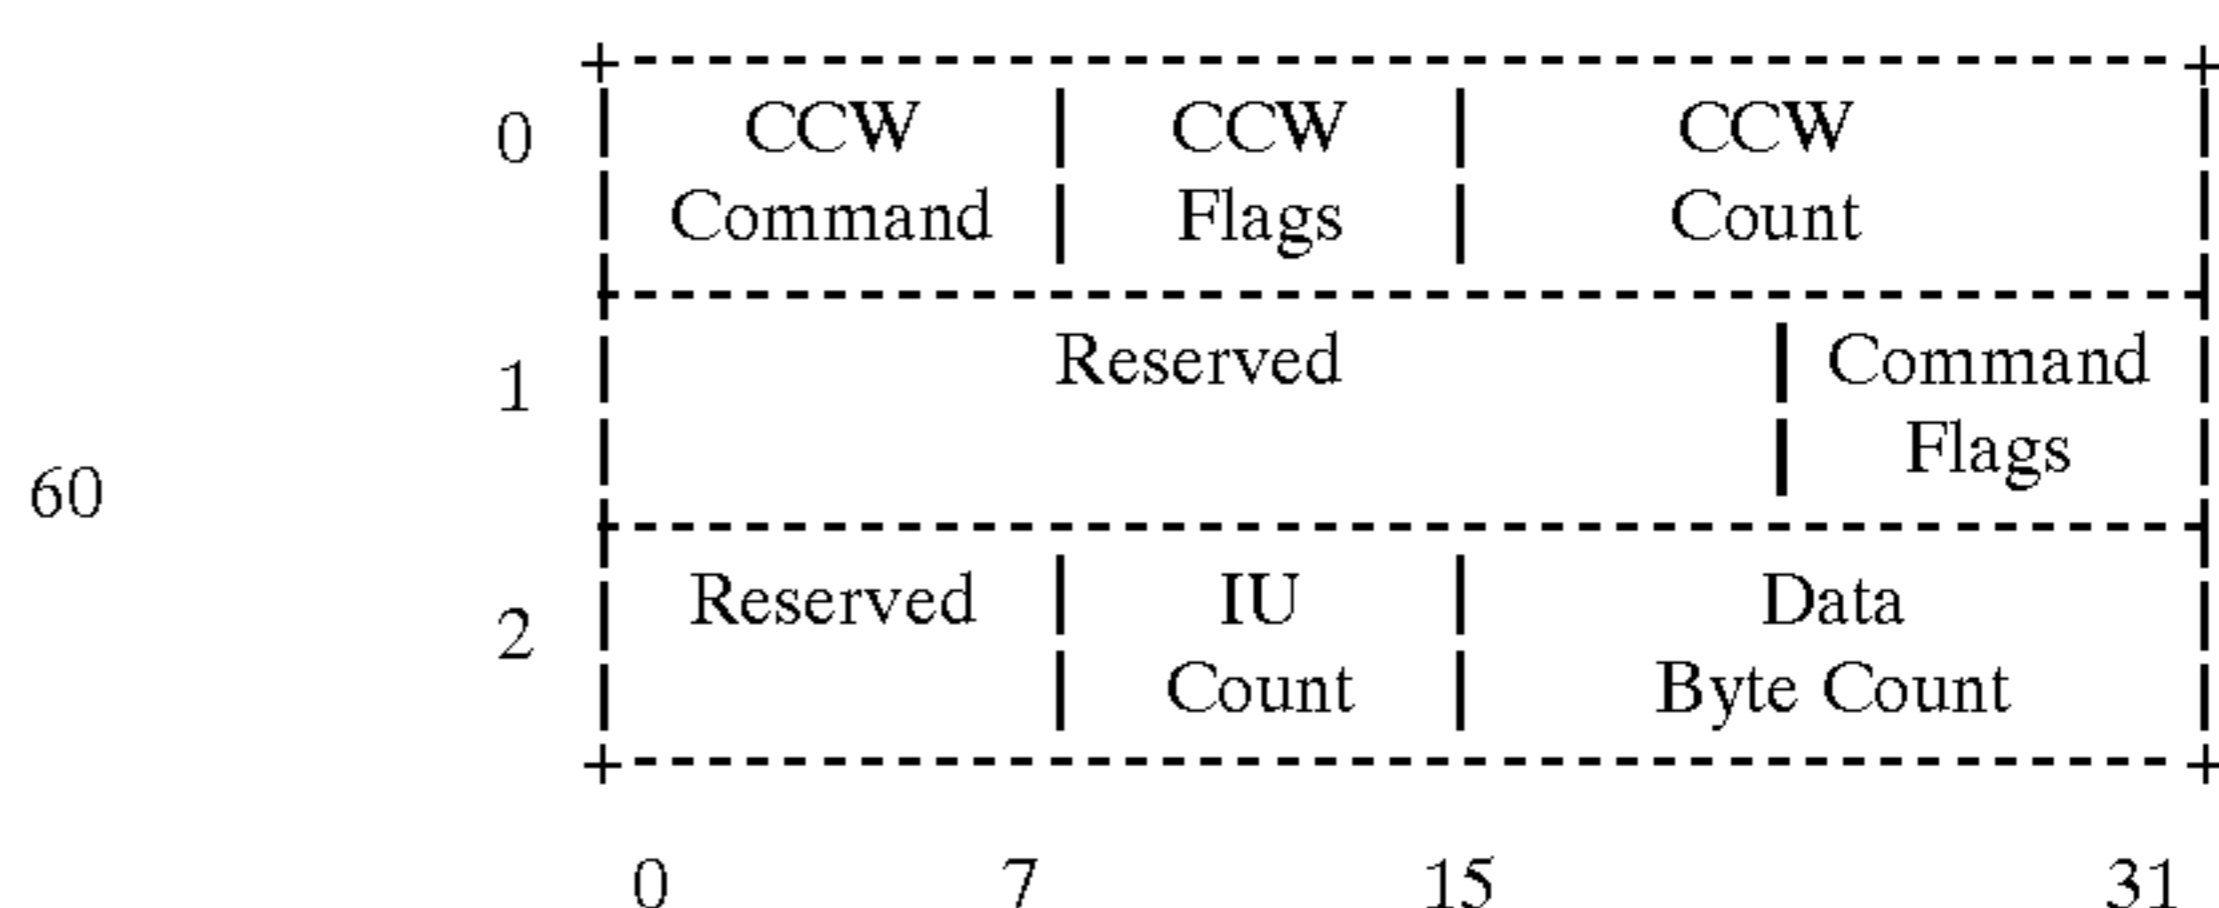 0 CCW CCW CCW
Command Flags Count
1 Reserved Command
Flags
60
2 Reserved IU Data
Count Byte Count
0 7 15 31